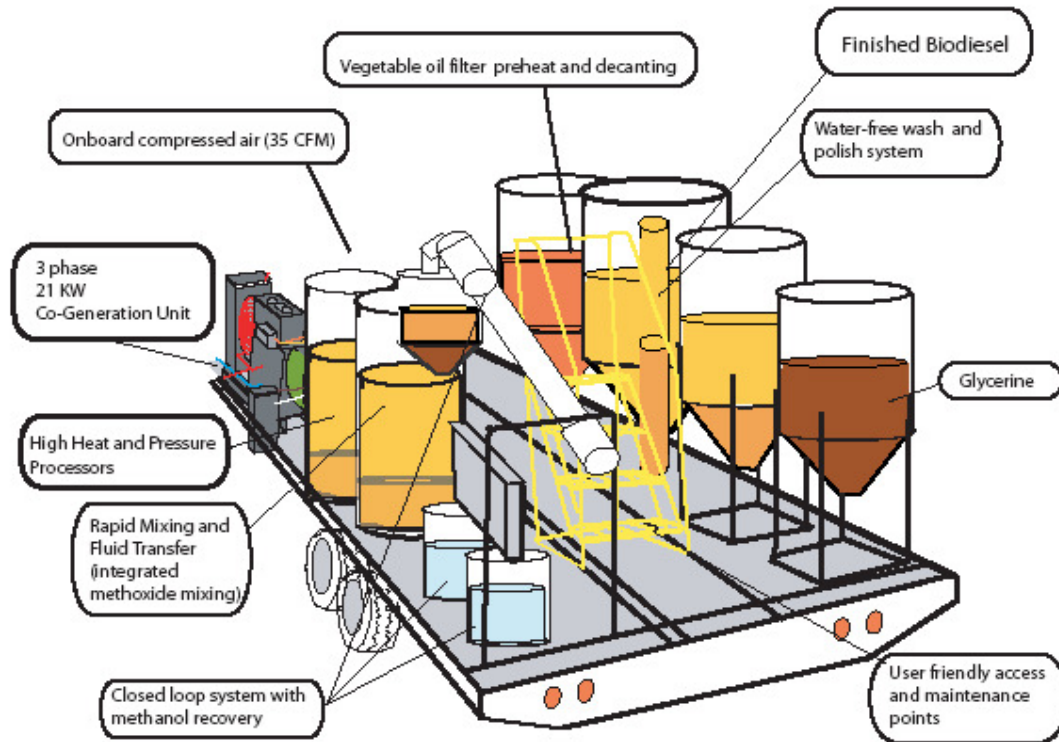 Finished Biodiesel
Vegetable oil filter preheat and decanting
Onboard compressed air (35 CFM)
Water-free wash and
polish system
3 phase
21 KW
Co-Generation Unit
Glycerine
High Heat and Pressure
Processors
Rapid Mixing and
Fluid Transfer
(integrated
methoxide mixing)
Closed loop system with
methanol recovery
User friendly access
and maintenance
points